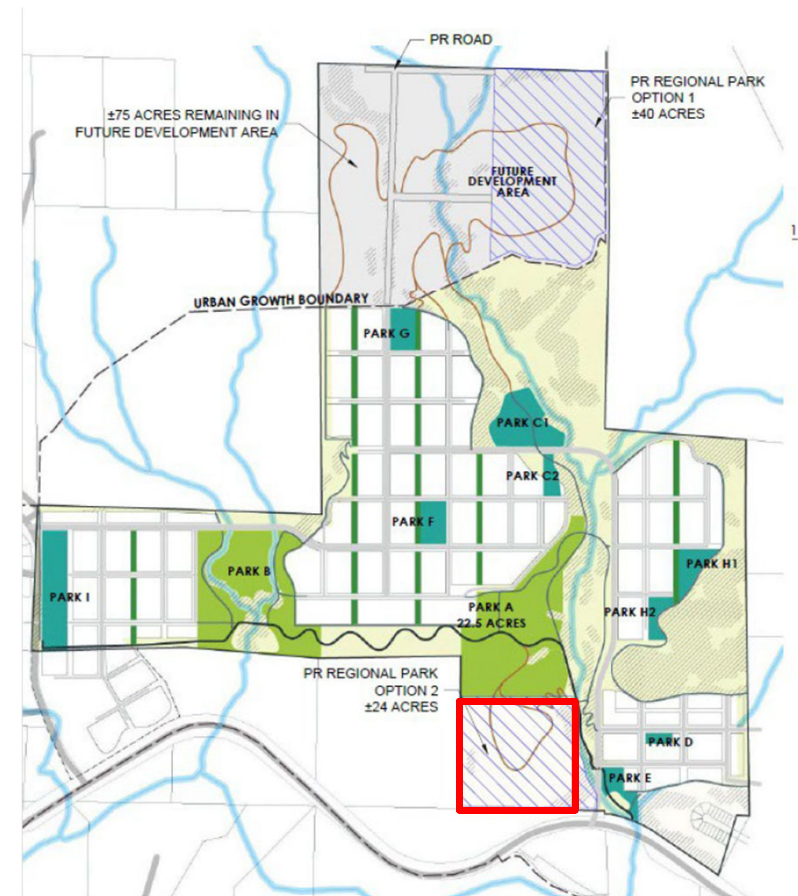 PR ROAD
PR REGIONAL PARK
OPTION 1
±40 ACRES
±75 ACRES REMAINING IN
FUTURE DEVELOPMENT AREA
FUTURE
DEVELOPMENT
AREA
1
URBAN GROWTH BOUNDARY
PARK G
PARK C1
PARK C2
PARK F
PARK B
PARK H1
PARK I
PARK A
22.5 ACRES
PARK H2
PR REGIONAL PARK
OPTION 2
±24 ACRES
PARK D
PARK E